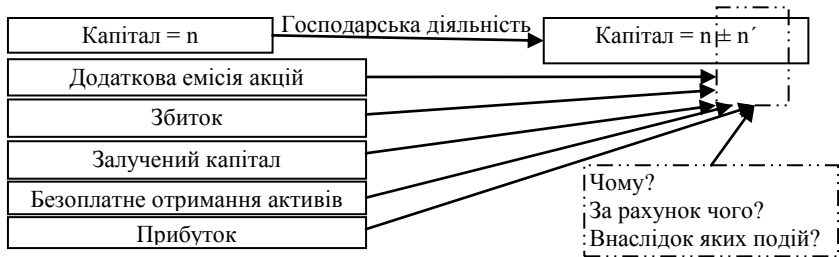 Господарська діяльність
Капітал = n
Капітал = n ± n´
Додаткова емісія акцій
Збиток
Залучений капітал
Безоплатне отримання активів
Прибуток
Чому?
За рахунок чого?
Внаслідок яких подій?